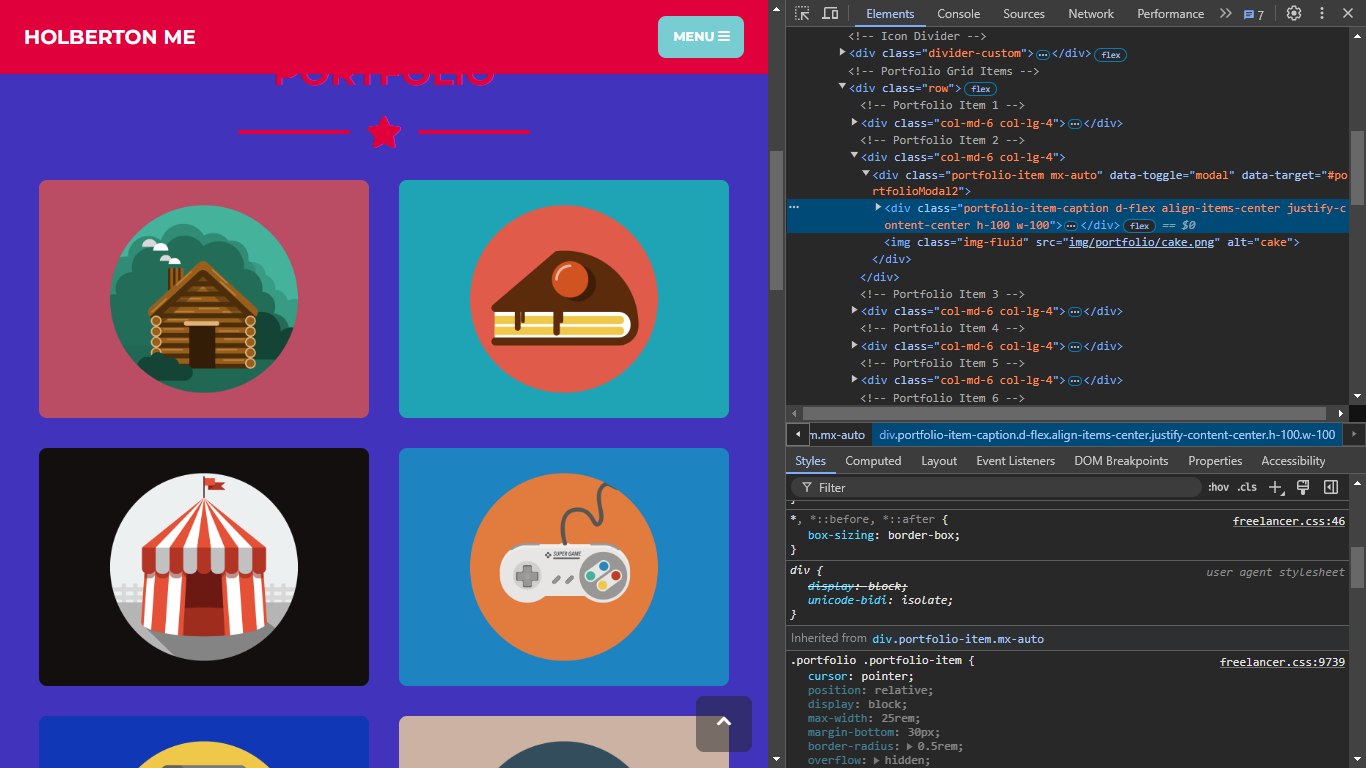 HOLBERTON ME
MENU
PORTFOLIO
SUPER GAME
Elements Console Sources Network Performance 7
<!-- Icon Divider -->
<div class="divider-custom"> </div> flex
<!-- Portfolio Grid Items -->
<div class="row"> flex
<!-- Portfolio Item 1 -->
<div class="col-md-6 col-lg-4"> </div>
<!-- Portfolio Item 2 -->
<div class="col-md-6 col-lg-4">
<div class="portfolio-item mx-auto" data-toggle="modal" data-target="#po
rtfolioModal2">
<div class="portfolio-item-caption d-flex align-items-center justify-c
ontent-center h-100 w-100"> </div> flex == $0
<img class="img-fluid" src="img/portfolio/cake.png" alt="cake">
</div>
</div>
<!-- Portfolio Item 3 -->
<div class="col-md-6 col-lg-4"> </div>
<!-- Portfolio Item 4 -->
<div class="col-md-6 col-lg-4"> </div>
<!-- Portfolio Item 5 -->
<div class="col-md-6 col-lg-4"> </div>
<!-- Portfolio Item 6 -->
m.mx-auto div.portfolio-item-caption.d-flex.align-items-center.justify-content-center.h-100.w-100
Styles Computed Layout Event Listeners DOM Breakpoints Properties Accessibility
Filter :hov .cls
}
*, *::before, *::after { freelancer.css:46
box-sizing: border-box;
}
div { user agent stylesheet
display: block;
unicode-bidi: isolate;
}
Inherited from div.portfolio-item.mx-auto
.portfolio .portfolio-item { freelancer.css:9739
cursor: pointer;
position: relative;
display: block;
max-width: 25rem;
margin-bottom: 30px;
border-radius: 0.5rem;
overflow: hidden;